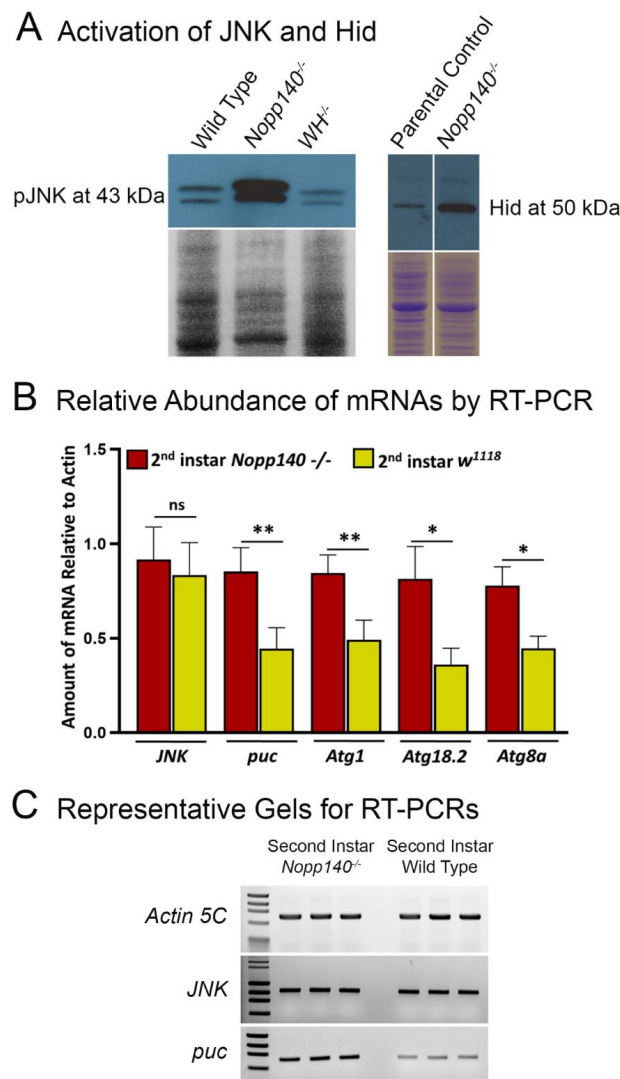 A Activation of JNK and Hid
Wild Type
Nopp140-/-
WH-/-
Parental Control
Nopp140-/-
pJNK at 43 kDa
Hid at 50 kDa
B Relative Abundance of mRNAs by RT-PCR
Amount of mRNA Relative to Actin
1.5
1.0
0.5
0.0
2nd instar Nopp140 -/-
2nd instar w1118
ns
**
**
*
*
JNK
puc
Atg1
Atg18.2
Atg8a
C Representative Gels for RT-PCRs
Second Instar
Nopp140-/-
Second Instar
Wild Type
Actin 5C
JNK
puc